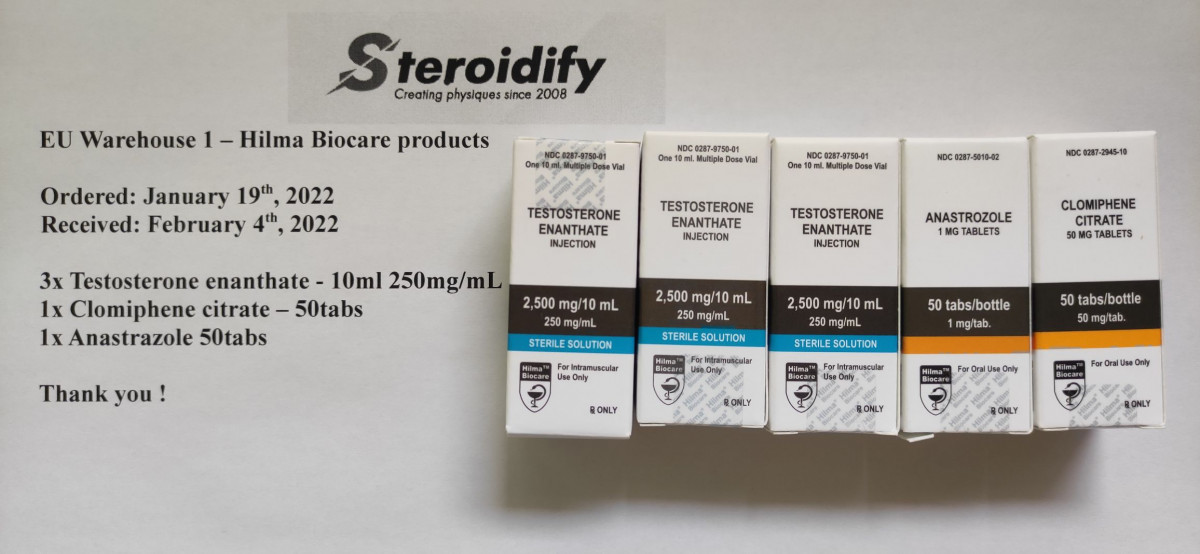 Steroidify
Creating physiques since 2008
EU Warehouse 1 – Hilma Biocare products
Ordered: January 19th, 2022
Received: February 4th, 2022
3x Testosterone enanthate - 10ml 250mg/mL
1x Clomiphene citrate – 50tabs
1x Anastrazole 50tabs
Thank you !
NDC 0287-9750-01
One 10 ml. Multiple Dose Vial
TESTOSTERONE
ENANTHATE
INJECTION
2,500 mg/10 mL
250 mg/mL
STERILE SOLUTION
Hilma™
Biocare
For Intramuscular
Use Only
℞ ONLY
NDC 0287-9750-01
One 10 ml. Multiple Dose Vial
TESTOSTERONE
ENANTHATE
INJECTION
2,500 mg/10 mL
250 mg/mL
STERILE SOLUTION
Hilma™
Biocare
For Intramuscular
Use Only
℞ ONLY
NDC 0287-9750-01
One 10 ml. Multiple Dose Vial
TESTOSTERONE
ENANTHATE
INJECTION
2,500 mg/10 mL
250 mg/mL
STERILE SOLUTION
Hilma™
Biocare
For Intramuscular
Use Only
℞ ONLY
NDC 0287-5010-02
ANASTROZOLE
1 MG TABLETS
50 tabs/bottle
1 mg/tab.
Hilma™
Biocare
For Oral Use Only
℞ ONLY
NDC 0287-2945-10
CLOMIPHENE
CITRATE
50 MG TABLETS
50 tabs/bottle
50 mg/tab.
Hilma™
Biocare
For Oral Use Only
℞ ONLY